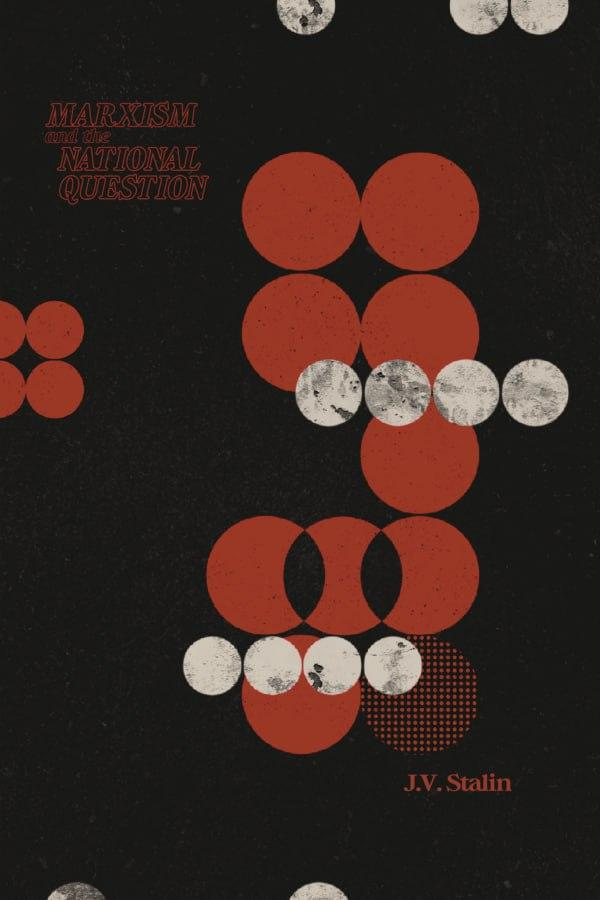 MARXISM
and the
NATIONAL
QUESTION
J.V. Stalin